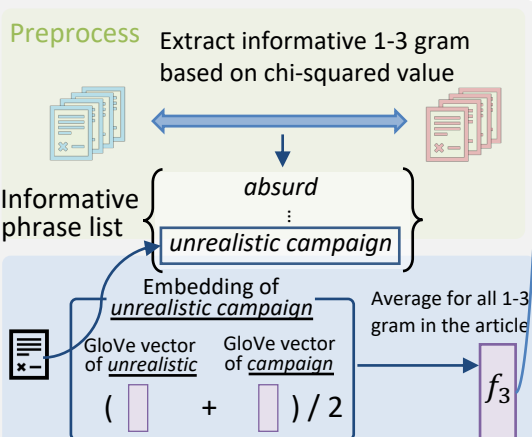 Preprocess
Extract informative 1-3 gram
based on chi-squared value
Informative
phrase list
absurd
...
unrealistic campaign
Embedding of
unrealistic campaign
GloVe vector
of unrealistic
GloVe vector
of campaign
( + ) / 2
Average for all 1-3
gram in the article
f3